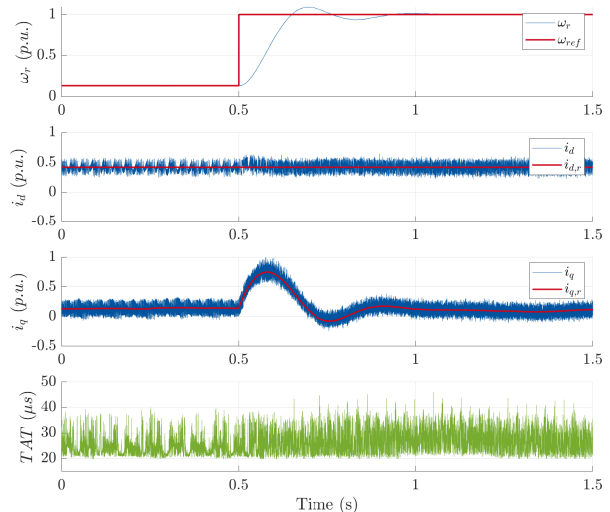 1
0.5
0
ω_r (p.u.)
ω_r
ω_ref
0 0.5 1 1.5
1
0.5
0
-0.5
i_d (p.u.)
i_d
i_d,r
0 0.5 1 1.5
1
0.5
0
-0.5
i_q (p.u.)
i_q
i_q,r
0 0.5 1 1.5
50
40
30
20
10
TAT (μs)
0 0.5 1 1.5
Time (s)